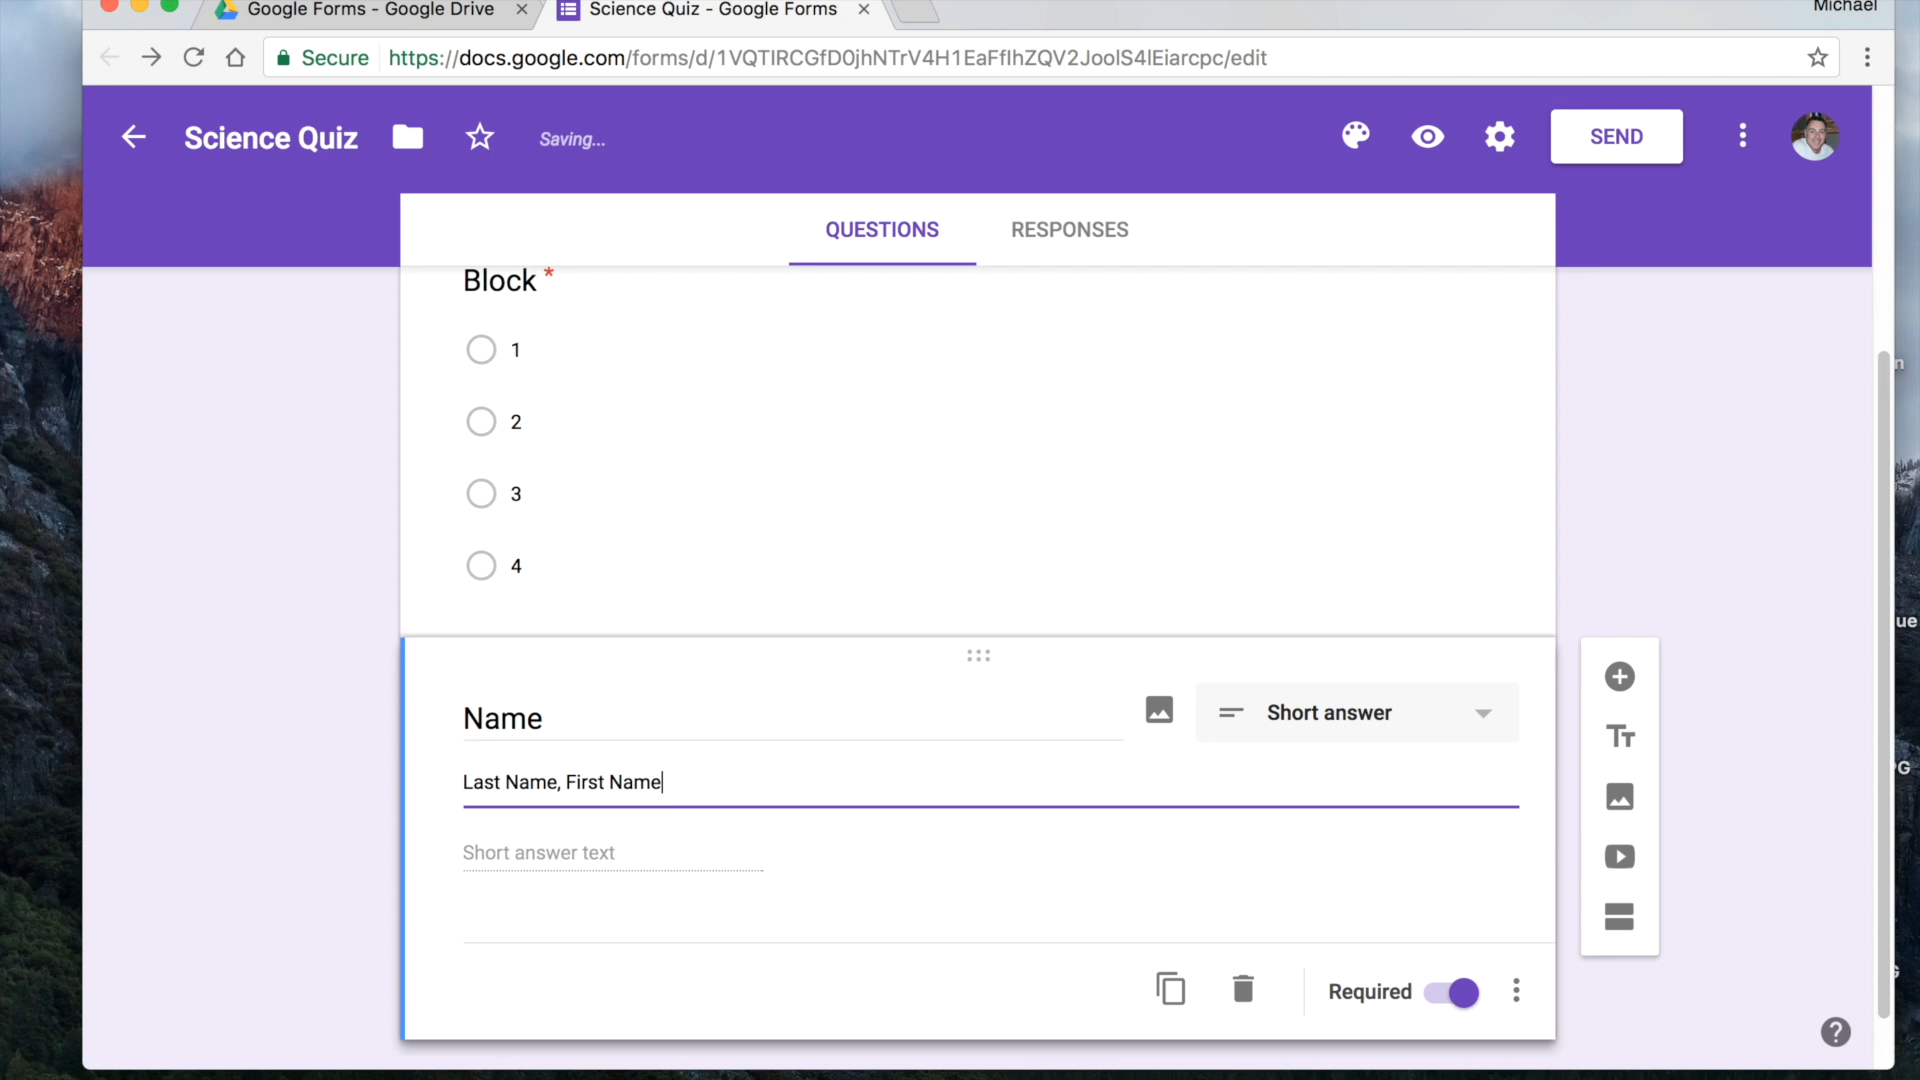 Google Forms - Google Drive
Science Quiz - Google Forms
Michael
Secure
https://docs.google.com/forms/d/1VQTIRCGfD0jhNTrV4H1EaFfIhZQV2JoolS4lEiarcpc/edit
Science Quiz
Saving...
SEND
QUESTIONS
RESPONSES
Block *
1
2
3
4
Name
Short answer
Last Name, First Name
Short answer text
Required